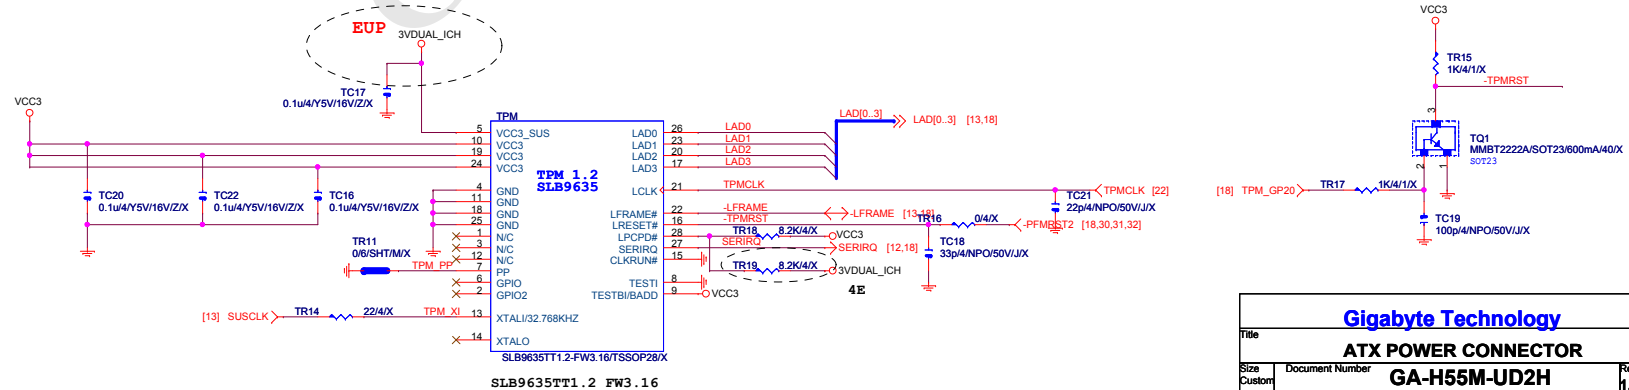 EUP
3VDUAL_ICH
TC17
0.1u/4/Y5V/16V/Z/X
VCC3
TC20
0.1u/4/Y5V/16V/Z/X
TC22
0.1u/4/Y5V/16V/Z/X
TC16
0.1u/4/Y5V/16V/Z/X
TR11
0/6/SHT/M/X
TPM_PP
[13] SUSCLK
TR14
22/4/X
TPM_XI
TPM
TPM 1.2
SLB9635
5 VCC3_SUS
10 VCC3
19 VCC3
24 VCC3
4 GND
11 GND
18 GND
25 GND
1 N/C
3 N/C
12 N/C
7 PP
6 GPIO
2 GPIO2
13 XTALI/32.768KHZ
14 XTALO
LAD0 26
LAD1 23
LAD2 20
LAD3 17
LCLK 21
LFRAME# 22
LRESET# 16
LPCPD# 28
SERIRQ 27
CLKRUN# 15
TESTI 8
TESTBI/BADD 9
SLB9635TT1.2-FW3.16/TSSOP28/X
SLB9635TT1.2 FW3.16
LAD0
LAD1
LAD2
LAD3
LAD[0..3]
LAD[0..3] [13,18]
TPMCLK
TPMCLK [22]
TC21
22p/4/NPO/50V/J/X
-LFRAME
-LFRAME [13,18]
-TPMRST
TR16
0/4/X
-PFMRST2 [18,30,31,32]
TR18
8.2K/4/X
VCC3
SERIRQ
SERIRQ [12,18]
TC18
33p/4/NPO/50V/J/X
TR19
8.2K/4/X
3VDUAL_ICH
4E
VCC3
VCC3
TR15
1K/4/1/X
-TPMRST
3
TQ1
MMBT2222A/SOT23/600mA/40/X
SOT23
2
1
[18] TPM_GP20
TR17
1K/4/1/X
TC19
100p/4/NPO/50V/J/X
Gigabyte Technology
Title
ATX POWER CONNECTOR
Size
Custom
Document Number
GA-H55M-UD2H